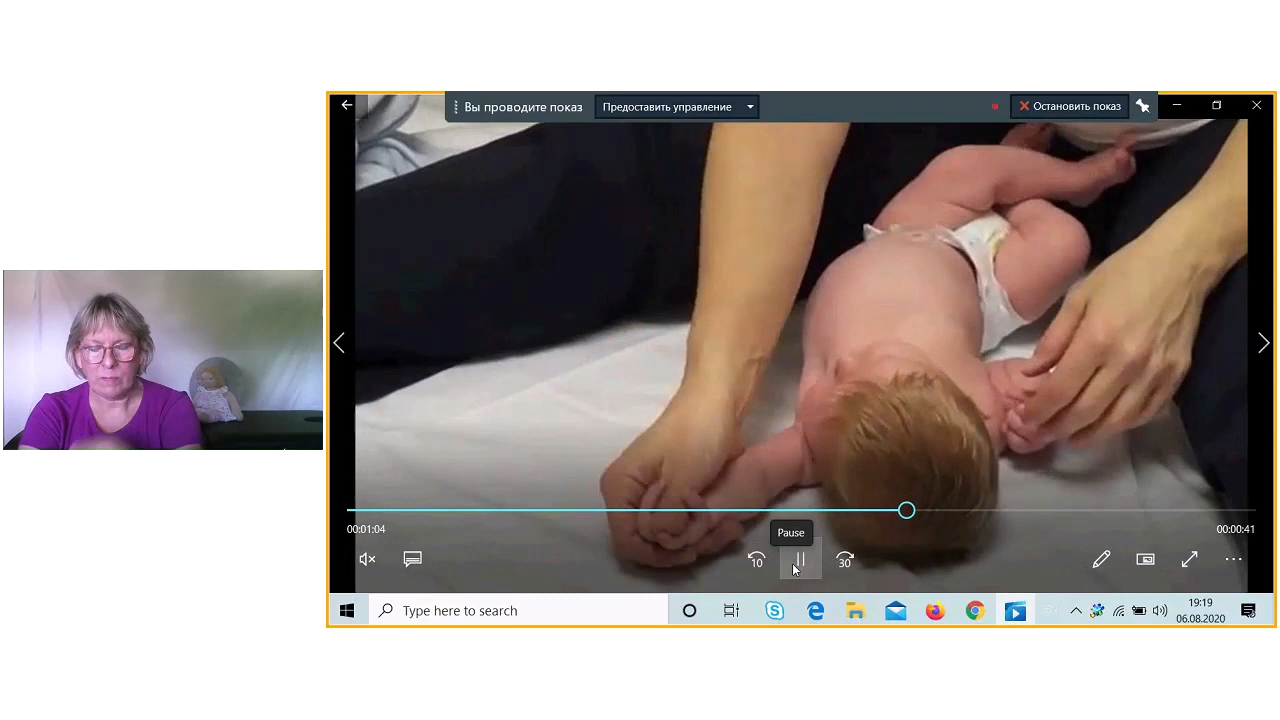 Вы проводите показ
Предоставить управление
Остановить показ
00:01:04
00:00:41
Pause
10
30
Type here to search
19:19
06.08.2020